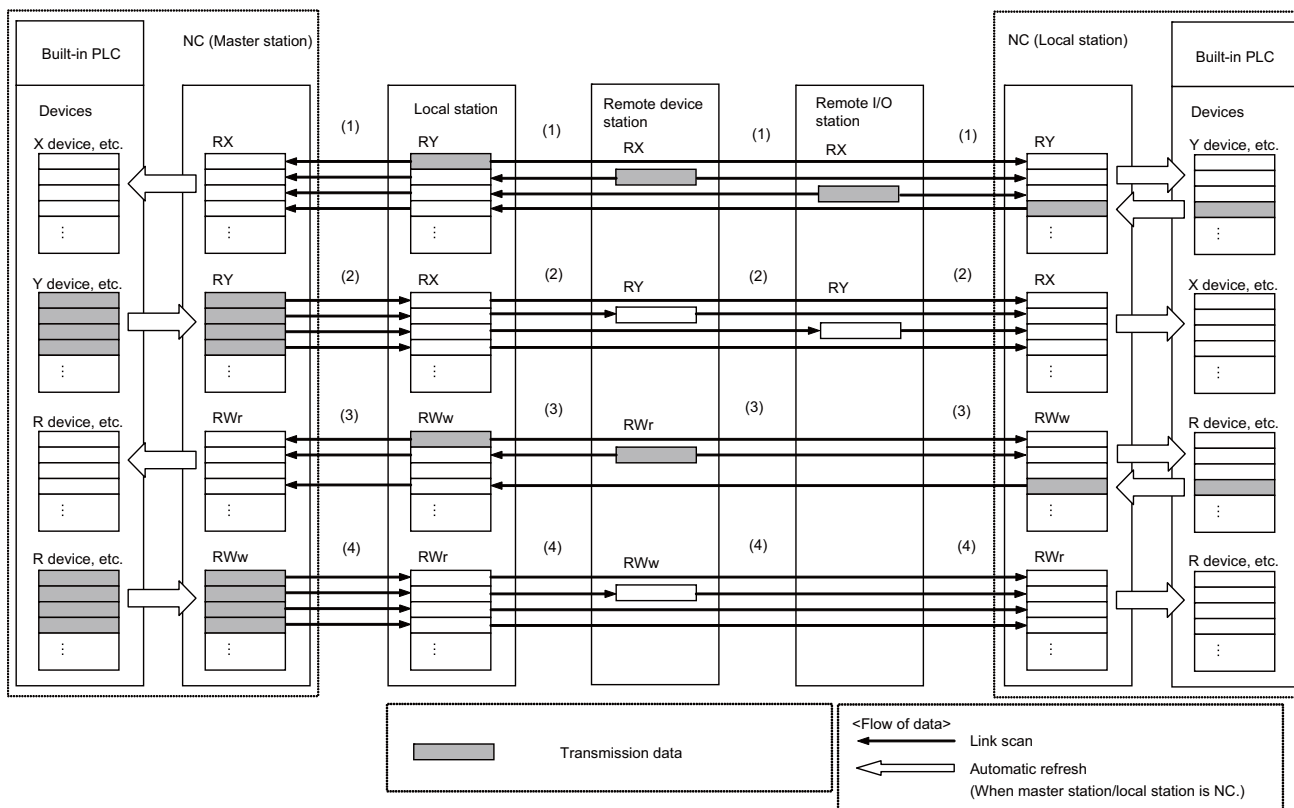 NC (Master station)
NC (Local station)
Built-in PLC
Built-in PLC
Devices
Local station
Remote device
station
Remote I/O
station
Devices
(1)
(1)
(1)
(1)
X device, etc.
RX
RY
RX
RX
RY
Y device, etc.
⋮
⋮
⋮
⋮
⋮
(2)
(2)
(2)
(2)
Y device, etc.
RY
RX
RY
RY
RX
X device, etc.
⋮
⋮
⋮
⋮
⋮
(3)
(3)
(3)
(3)
R device, etc.
RWr
RWw
RWr
RWw
R device, etc.
⋮
⋮
⋮
⋮
⋮
(4)
(4)
(4)
(4)
R device, etc.
RWw
RWr
RWw
RWr
R device, etc.
⋮
⋮
⋮
⋮
⋮
Transmission data
<Flow of data>
Link scan
Automatic refresh
(When master station/local station is NC.)